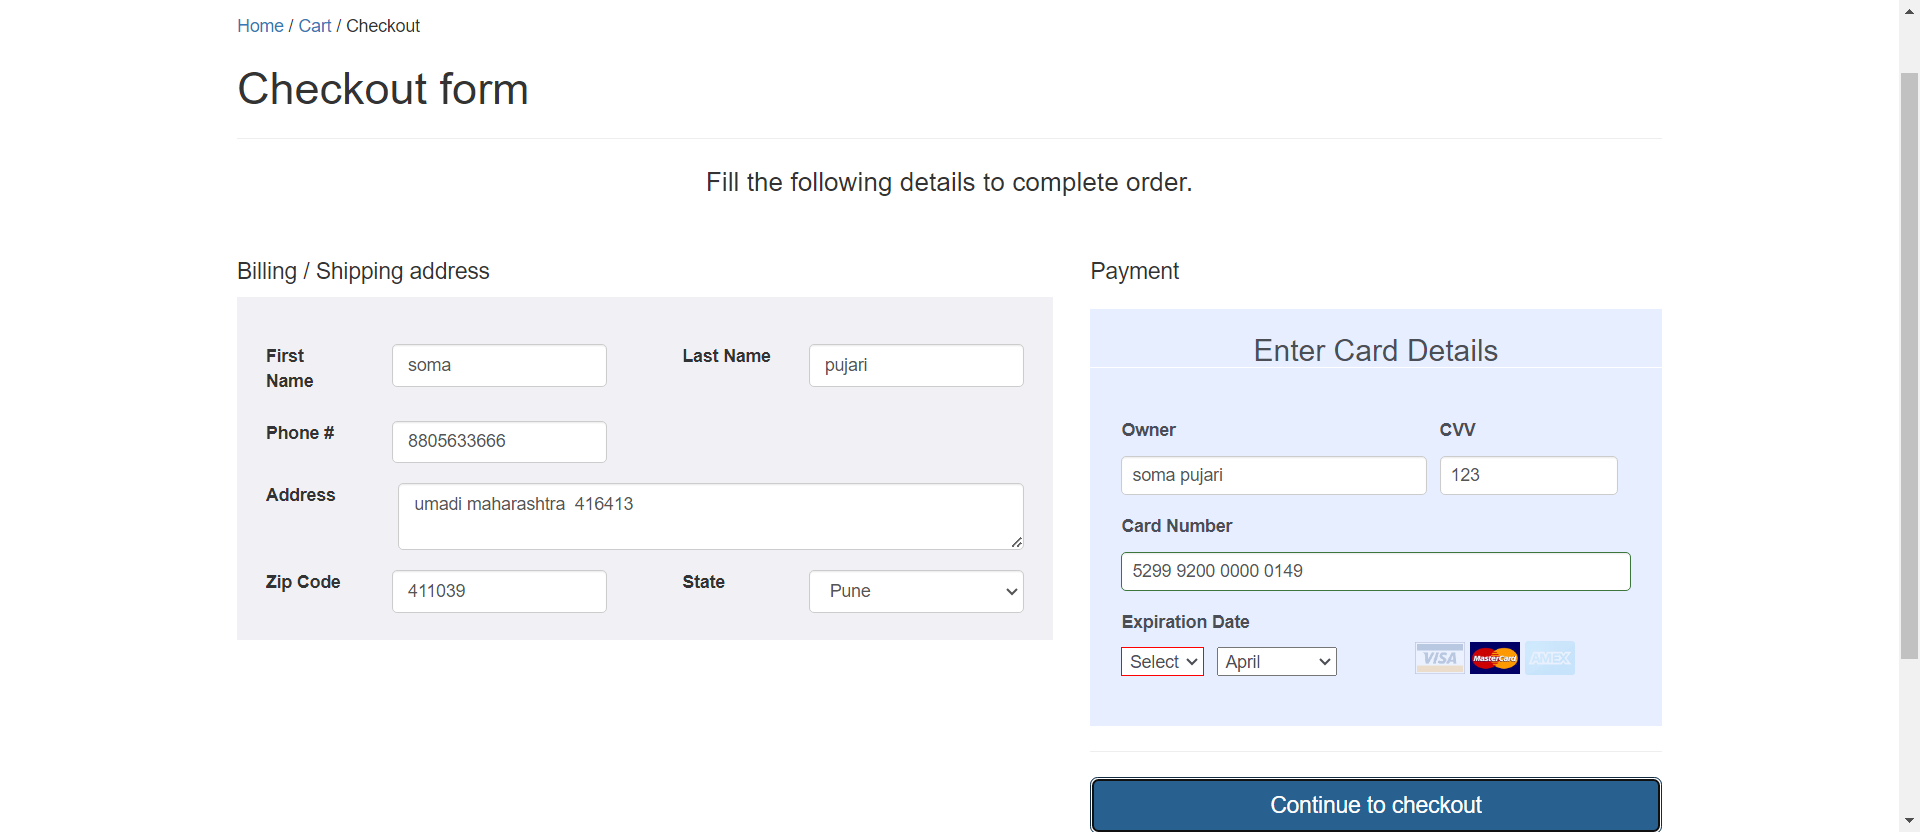 Home / Cart / Checkout
Checkout form
Fill the following details to complete order.
Billing / Shipping address
First Name
soma
Last Name
pujari
Phone #
8805633666
Address
umadi maharashtra  416413
Zip Code
411039
State
Pune
Payment
Enter Card Details
Owner
CVV
soma pujari
123
Card Number
5299 9200 0000 0149
Expiration Date
Select
April
VISA
MasterCard
AMEX
Continue to checkout